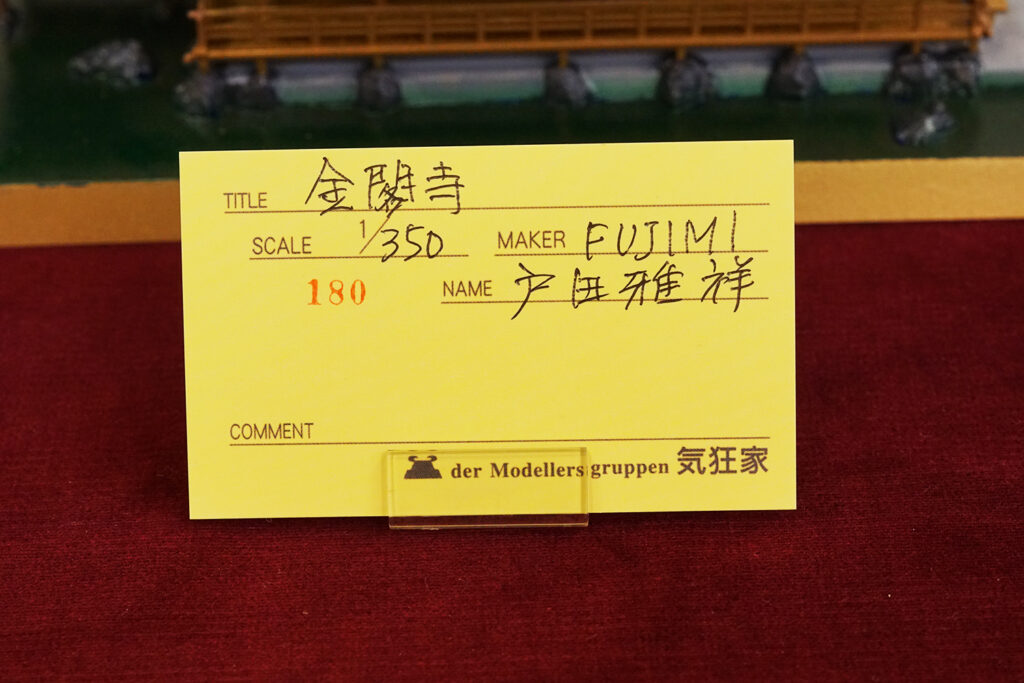 TITLE 金閣寺
SCALE 1/350 MAKER FUJIMI
180 NAME 戸田雅祥
COMMENT
der Modellers gruppen 気狂家